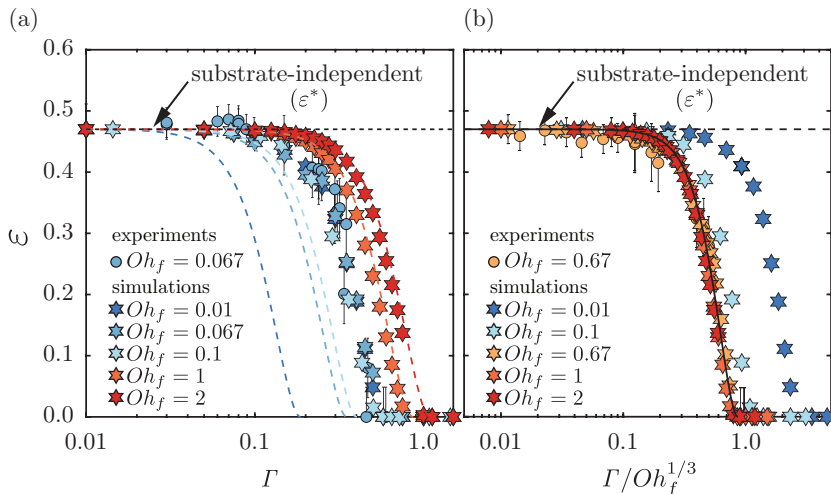 (a)
0.6
0.5
0.4
0.3
0.2
0.1
0.0
ε
substrate-independent
(ε*)
experiments
Oh_f = 0.067
simulations
Oh_f = 0.01
Oh_f = 0.067
Oh_f = 0.1
Oh_f = 1
Oh_f = 2
0.01
0.1
1.0
Γ
(b)
substrate-independent
(ε*)
experiments
Oh_f = 0.67
simulations
Oh_f = 0.01
Oh_f = 0.1
Oh_f = 0.67
Oh_f = 1
Oh_f = 2
0.01
0.1
1.0
Γ/Oh_f^{1/3}